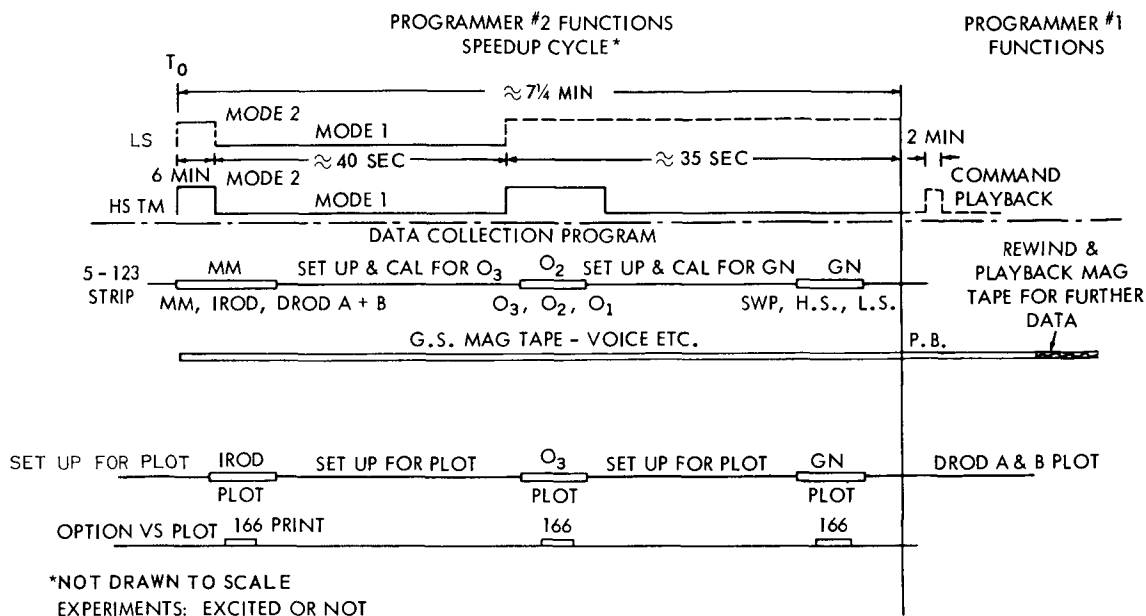 PROGRAMMER #2 FUNCTIONS
SPEEDUP CYCLE*
PROGRAMMER #1
FUNCTIONS
T0
≈ 7¼ MIN
MODE 2
LS
MODE 1
2 MIN
6 MIN
≈ 40 SEC
≈ 35 SEC
MODE 2
COMMAND
PLAYBACK
HS TM
MODE 1
DATA COLLECTION PROGRAM
5-123
STRIP
MM
SET UP & CAL FOR O3
O2
SET UP & CAL FOR GN
GN
REWIND &
PLAYBACK MAG
TAPE FOR FURTHER
DATA
MM, IROD, DROD A + B
O3, O2, O1
SWP, H.S., L.S.
G.S. MAG TAPE - VOICE ETC.
P.B.
SET UP FOR PLOT
IROD
SET UP FOR PLOT
O3
SET UP FOR PLOT
GN
DROD A & B PLOT
PLOT
PLOT
PLOT
OPTION VS PLOT
166 PRINT
166
166
*NOT DRAWN TO SCALE
EXPERIMENTS: EXCITED OR NOT